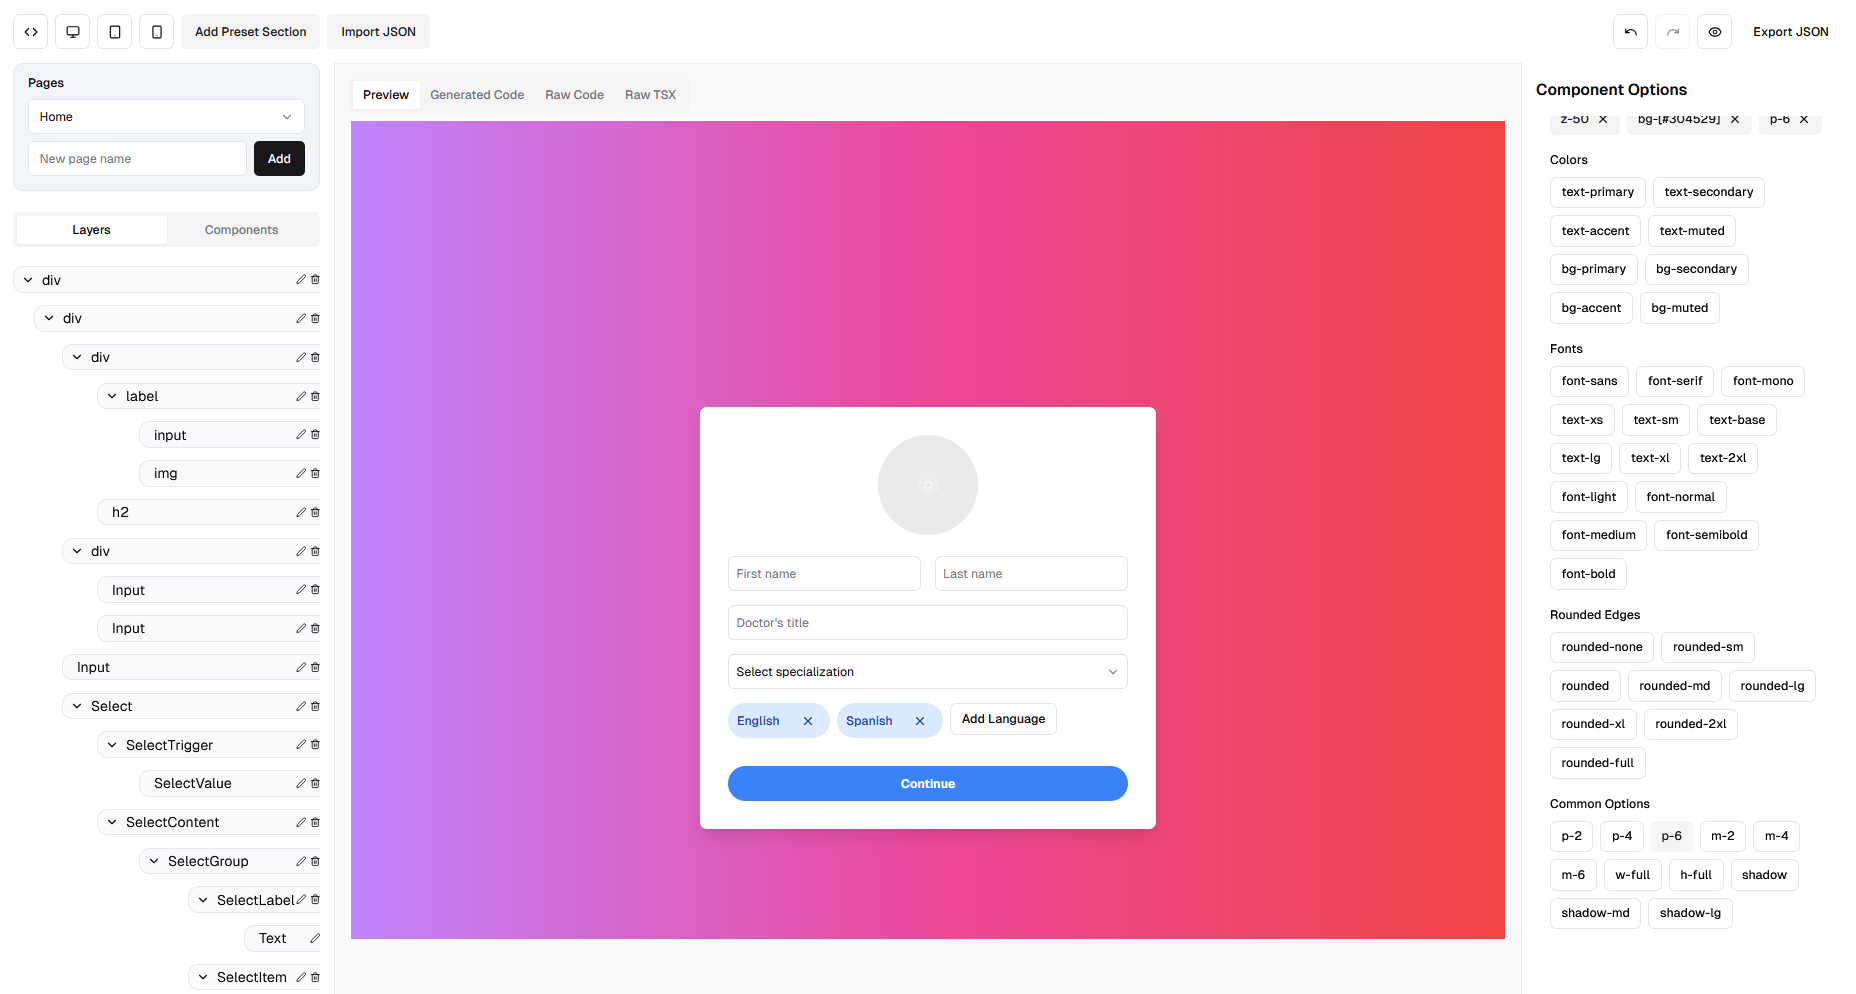 Add Preset Section
Import JSON
Export JSON
Pages
Home
New page name
Add
Layers
Components
div
div
div
label
input
img
h2
div
Input
Input
Input
Select
SelectTrigger
SelectValue
SelectContent
SelectGroup
SelectLabel
Text
SelectItem
Preview
Generated Code
Raw Code
Raw TSX
First name
Last name
Doctor's title
Select specialization
English
Spanish
Add Language
Continue
Component Options
z-50
bg-[#304529]
p-6
Colors
text-primary
text-secondary
text-accent
text-muted
bg-primary
bg-secondary
bg-accent
bg-muted
Fonts
font-sans
font-serif
font-mono
text-xs
text-sm
text-base
text-lg
text-xl
text-2xl
font-light
font-normal
font-medium
font-semibold
font-bold
Rounded Edges
rounded-none
rounded-sm
rounded
rounded-md
rounded-lg
rounded-xl
rounded-2xl
rounded-full
Common Options
p-2
p-4
p-6
m-2
m-4
m-6
w-full
h-full
shadow
shadow-md
shadow-lg